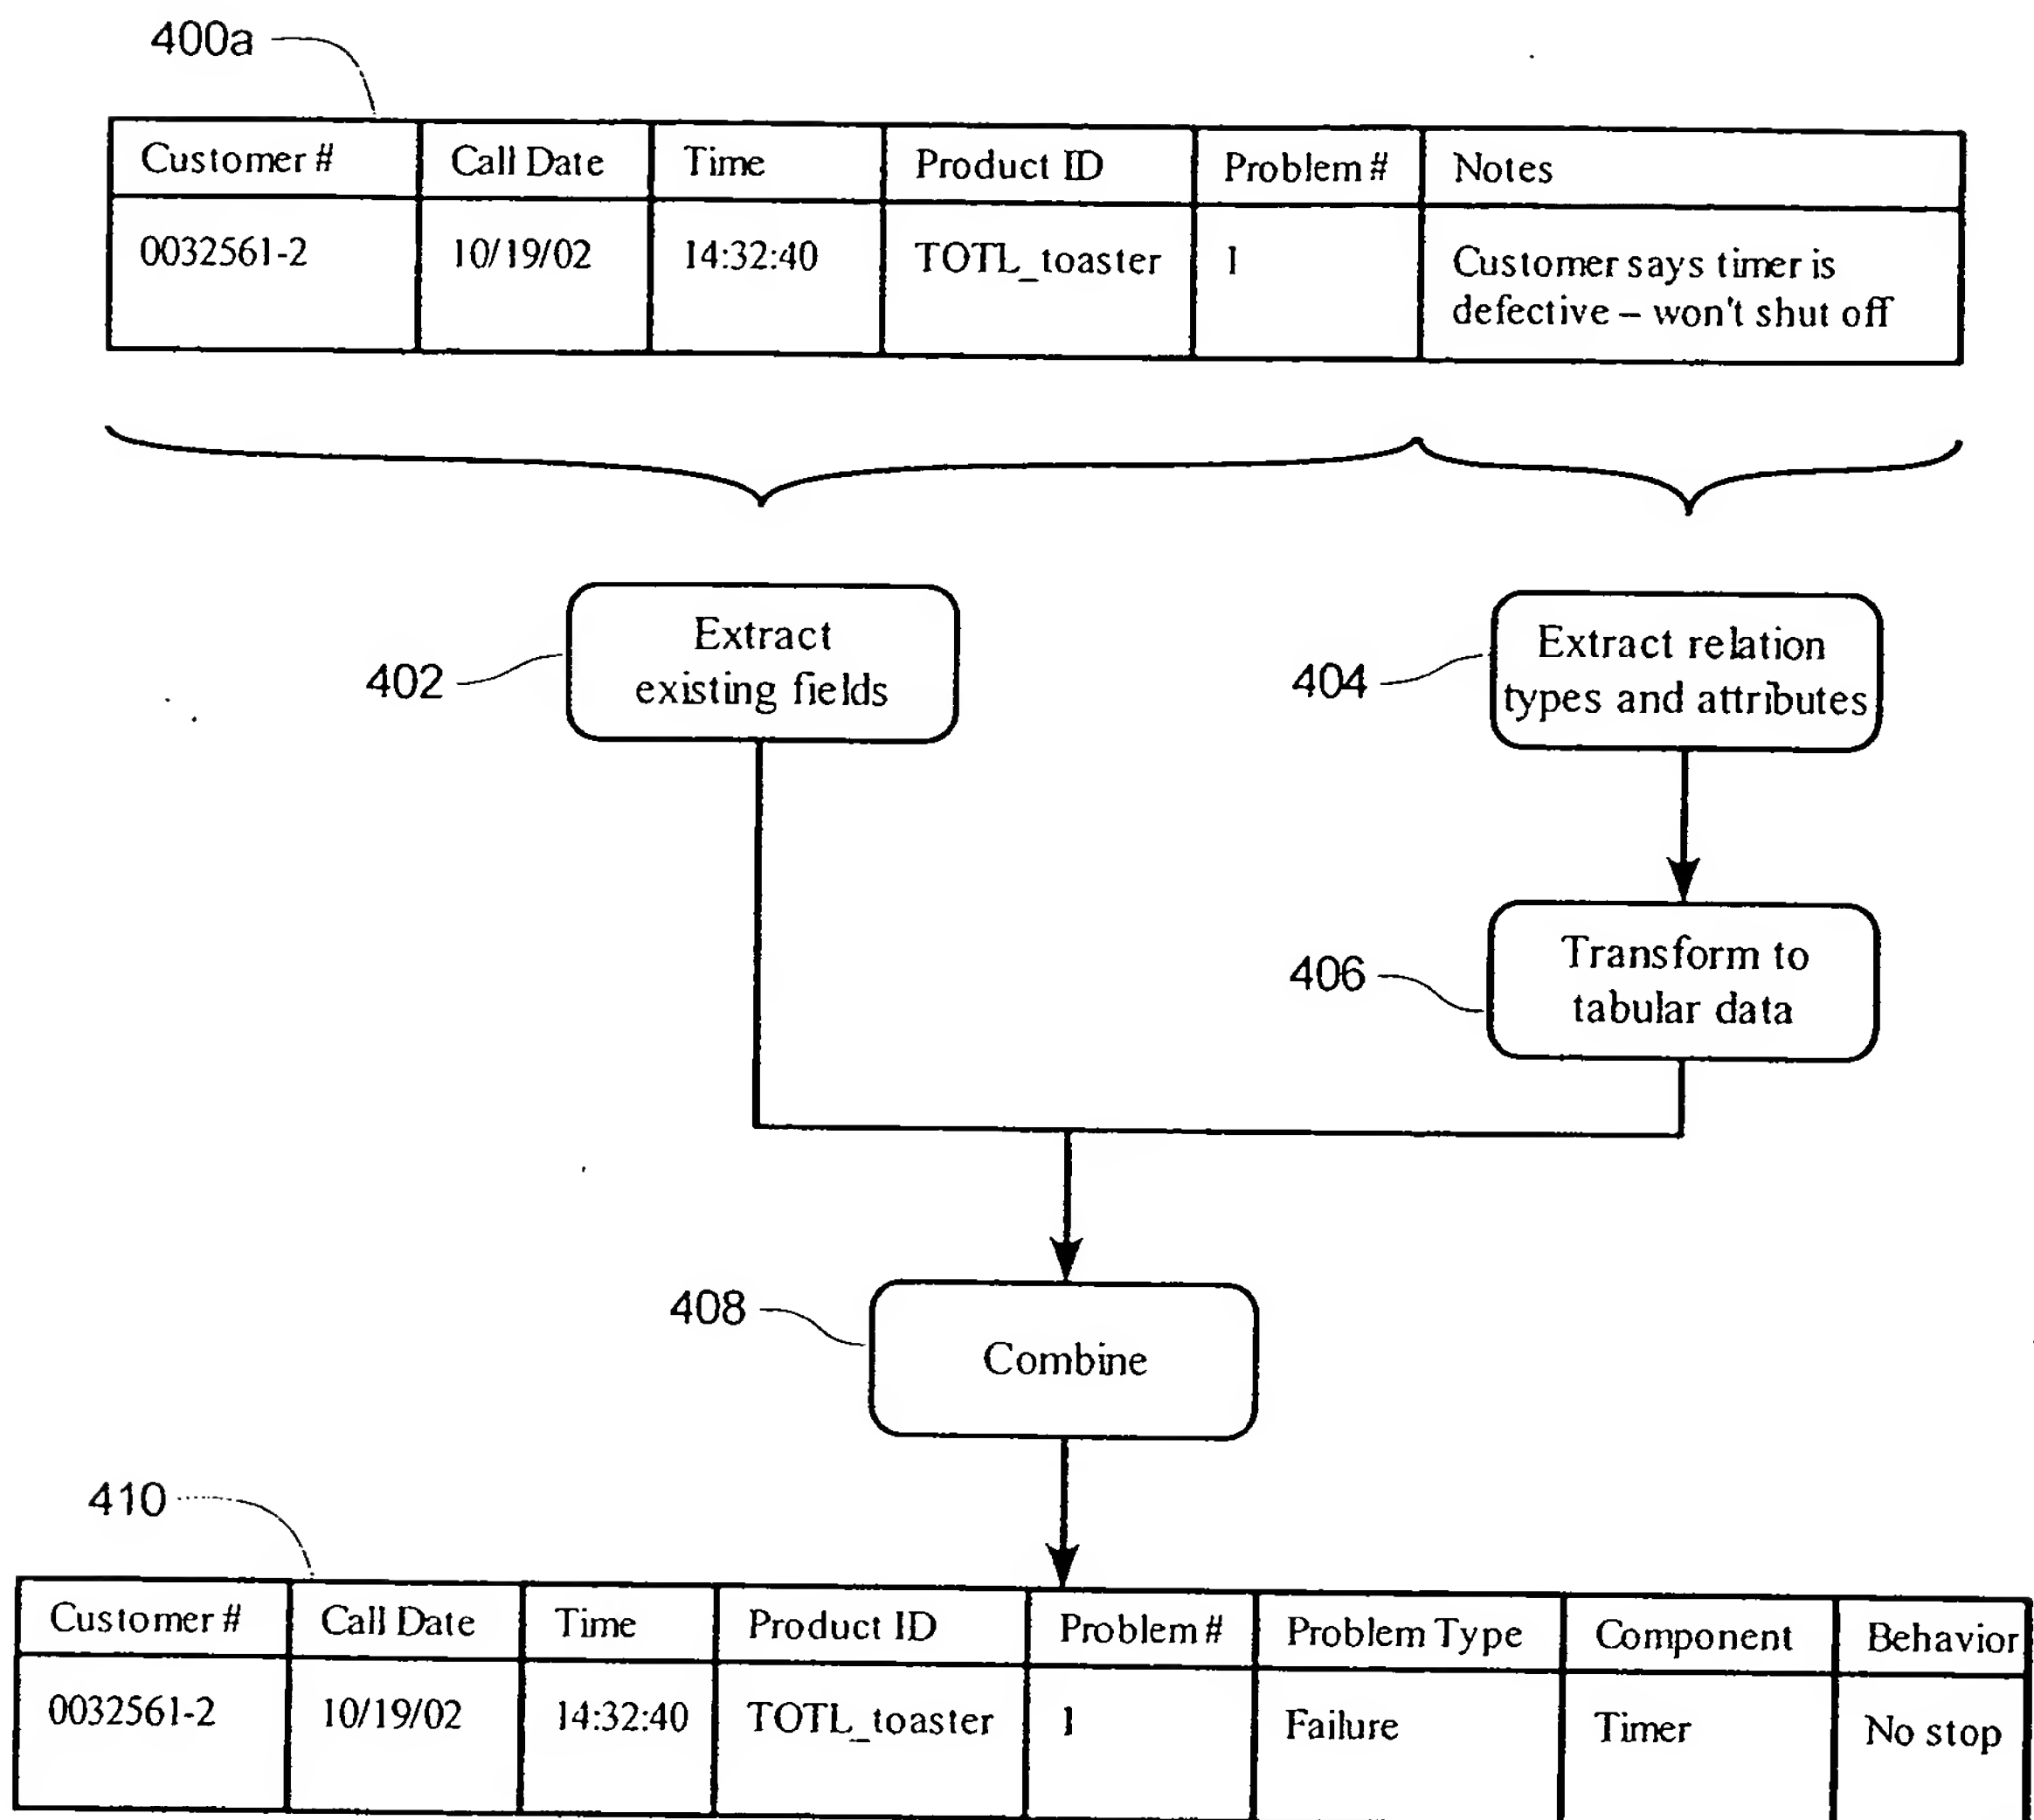 400a
Customer # Call Date Time Product ID Problem # Notes
0032561-2 10/19/02 14:32:40 TOTL_toaster 1 Customer says timer is
defective – won't shut off
402
Extract
existing fields
404
Extract relation
types and attributes
406
Transform to
tabular data
408
Combine
410
Customer # Call Date Time Product ID Problem # Problem Type Component Behavior
0032561-2 10/19/02 14:32:40 TOTL_toaster 1 Failure Timer No stop